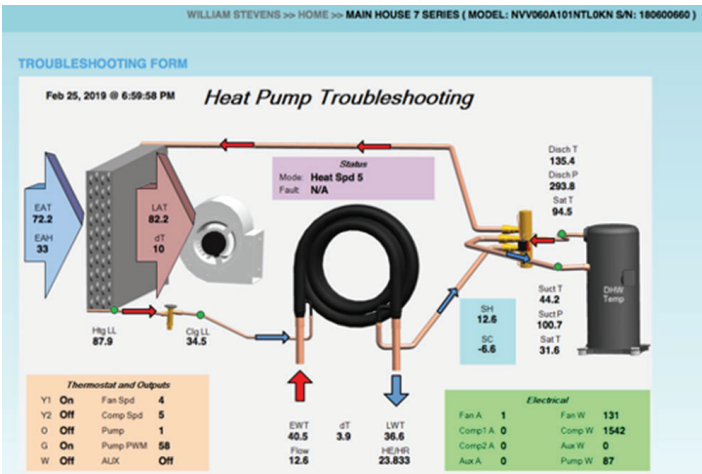 WILLIAM STEVENS >> HOME >> MAIN HOUSE 7 SERIES ( MODEL: NVV060A101NTL0KN S/N: 180600660 )
TROUBLESHOOTING FORM
Feb 25, 2019 @ 6:59:58 PM
Heat Pump Troubleshooting
Status
Mode: Heat Spd 5
Fault N/A
Disch T
135.4
Disch P
293.8
Sat T
94.5
EAT
72.2
EAH
33
LAT
82.2
dT
10
DHW
Temp
Suct T
44.2
Suct P
100.7
Sat T
31.6
SH
12.6
SC
-6.6
Htg LL
87.9
Clg LL
34.5
Thermostat and Outputs
Y1 On Fan Spd 4
Y2 Off Comp Spd 5
O Off Pump 1
G On Pump PWM 58
W Off AUX Off
EWT dT LWT
40.5 3.9 36.6
Flow HE/HR
12.6 23.833
Electrical
Fan A 1 Fan W 131
Comp1 A 0 Comp W 1542
Comp2 A 0 Aux W 0
Aux A 0 Pump W 87